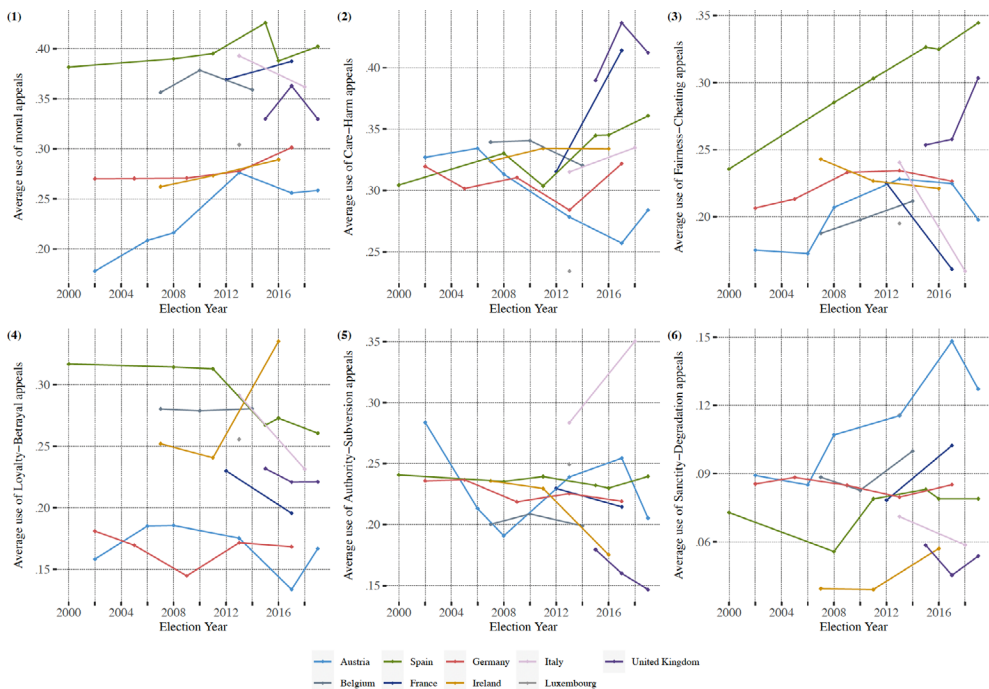 (1)
Average use of moral appeals
.40
.35
.30
.25
.20
2000 2004 2008 2012 2016
Election Year
(2)
Average use of Care−Harm appeals
.40
.35
.30
.25
2000 2004 2008 2012 2016
Election Year
(3)
Average use of Fairness−Cheating appeals
.35
.30
.25
.20
2000 2004 2008 2012 2016
Election Year
(4)
Average use of Loyalty−Betrayal appeals
.30
.25
.20
.15
2000 2004 2008 2012 2016
Election Year
(5)
Average use of Authority−Subversion appeals
.35
.30
.25
.20
.15
2000 2004 2008 2012 2016
Election Year
(6)
Average use of Sanctity−Degradation appeals
.15
.12
.09
.06
2000 2004 2008 2012 2016
Election Year
Austria Spain Germany Italy United Kingdom
Belgium France Ireland Luxembourg